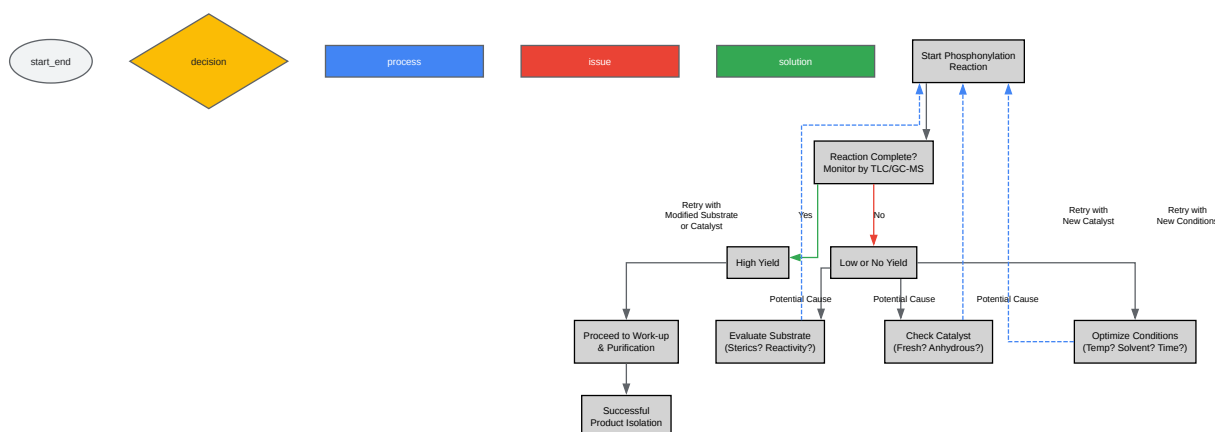 start_end
decision
process
issue
solution
Start Phosphonylation
Reaction
Reaction Complete?
Monitor by TLC/GC-MS
Retry with
Modified Substrate
or Catalyst
Yes
No
Retry with
New Catalyst
Retry with
New Conditions
High Yield
Low or No Yield
Potential Cause
Potential Cause
Potential Cause
Proceed to Work-up
& Purification
Evaluate Substrate
(Sterics? Reactivity?)
Check Catalyst
(Fresh? Anhydrous?)
Optimize Conditions
(Temp? Solvent? Time?)
Successful
Product Isolation